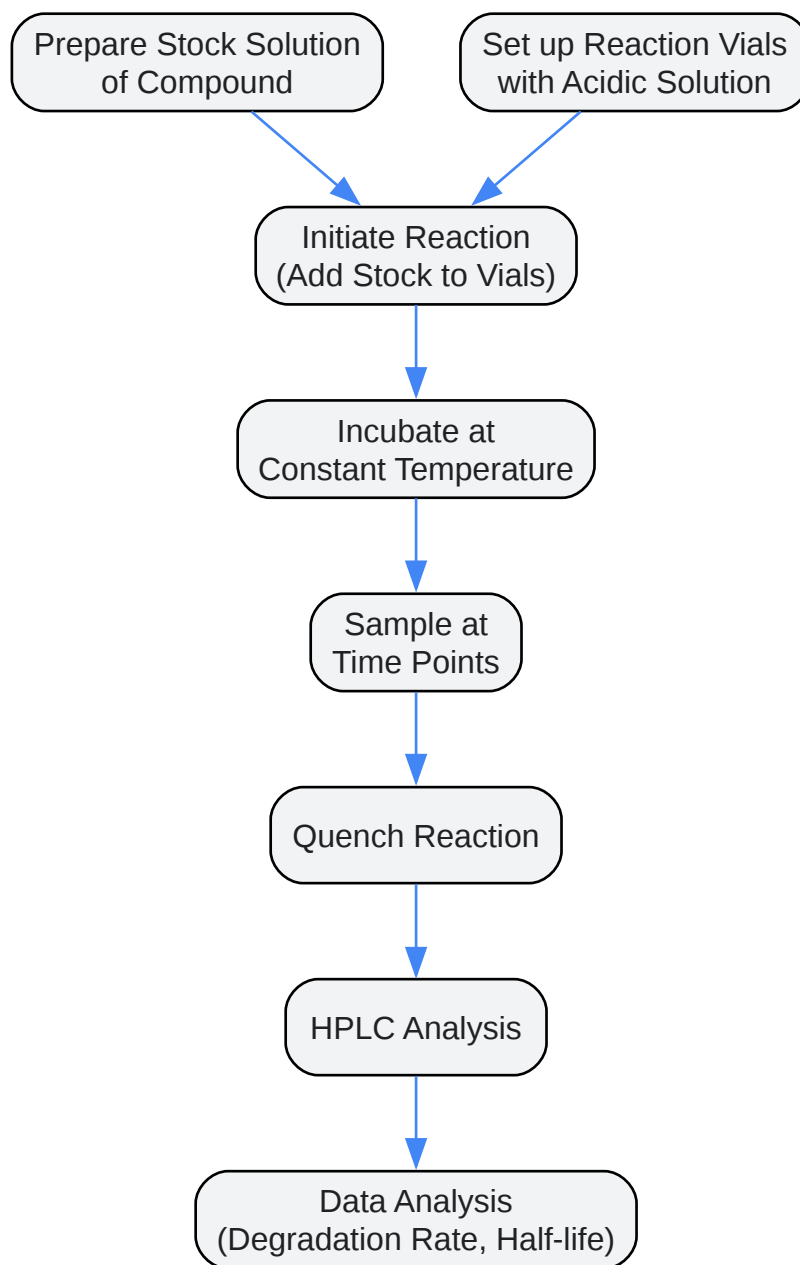 Prepare Stock Solution
of Compound
Set up Reaction Vials
with Acidic Solution
Initiate Reaction
(Add Stock to Vials)
Incubate at
Constant Temperature
Sample at
Time Points
Quench Reaction
HPLC Analysis
Data Analysis
(Degradation Rate, Half-life)